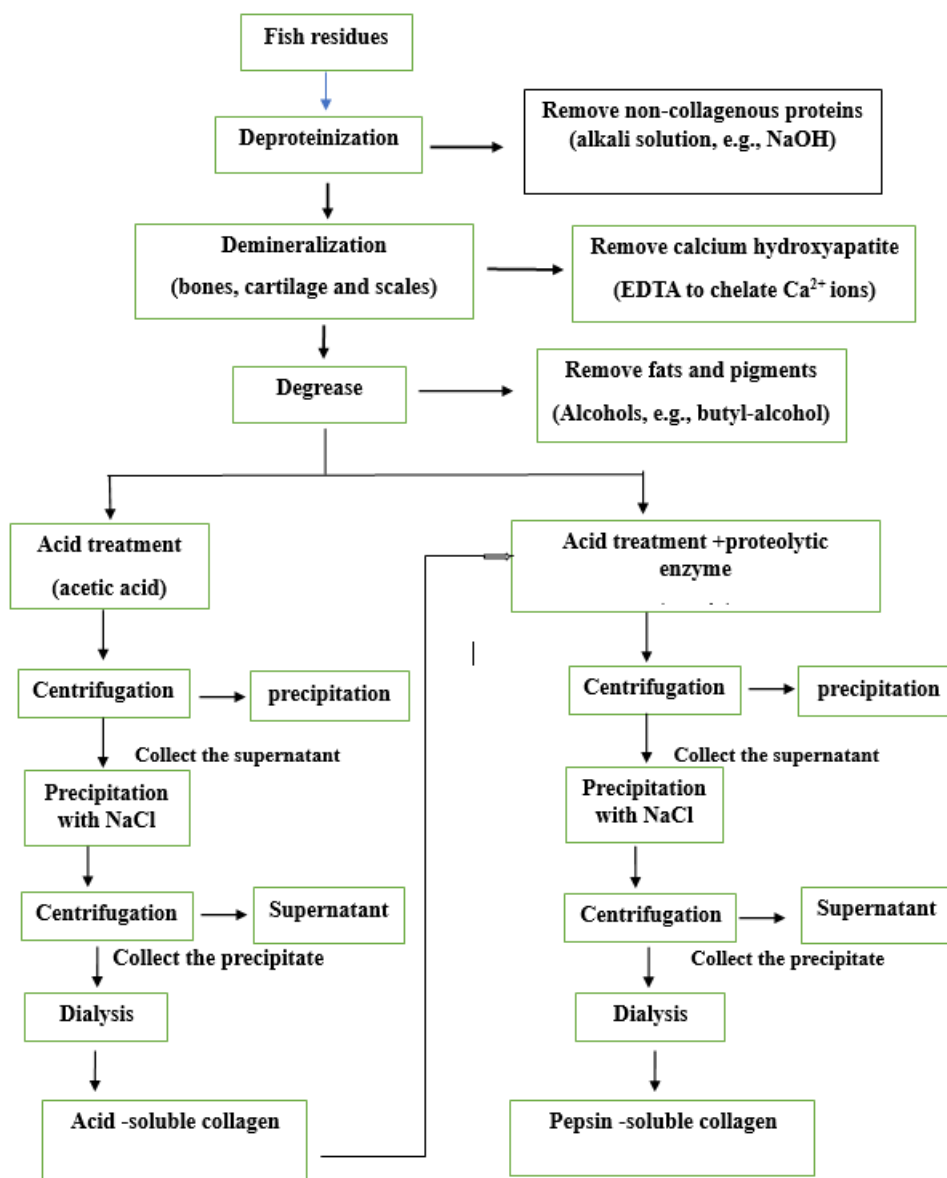 Fish residues
Deproteinization
Remove non-collagenous proteins
(alkali solution, e.g., NaOH)
Demineralization
(bones, cartilage and scales)
Remove calcium hydroxyapatite
(EDTA to chelate Ca²⁺ ions)
Degrease
Remove fats and pigments
(Alcohols, e.g., butyl-alcohol)
Acid treatment
(acetic acid)
Acid treatment +proteolytic
enzyme
Centrifugation
precipitation
Centrifugation
precipitation
Collect the supernatant
Collect the supernatant
Precipitation
with NaCl
Precipitation
with NaCl
Centrifugation
Supernatant
Centrifugation
Supernatant
Collect the precipitate
Collect the precipitate
Dialysis
Dialysis
Acid -soluble collagen
Pepsin -soluble collagen